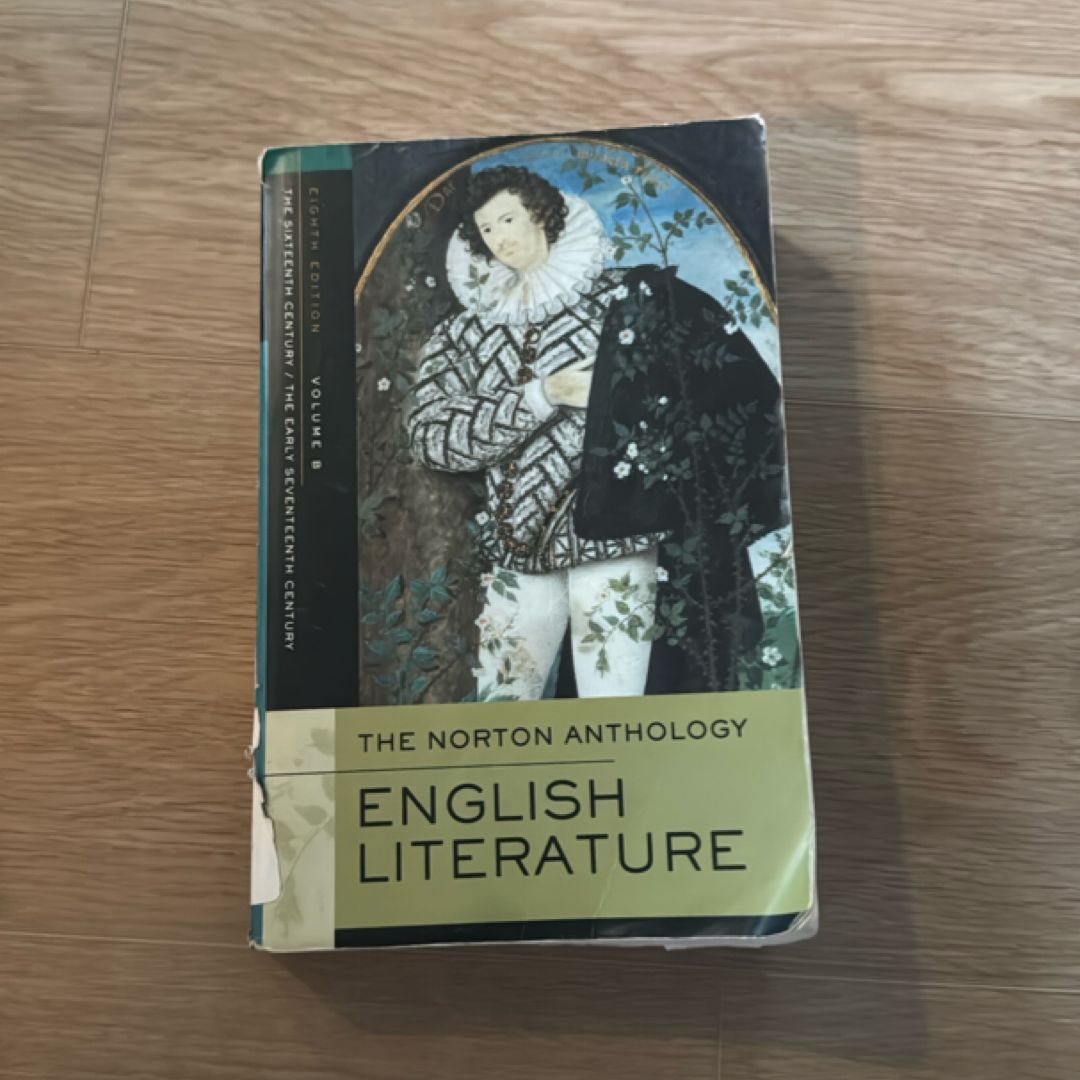 EIGHTH EDITION VOLUME B
THE SIXTEENTH CENTURY / THE EARLY SEVENTEENTH CENTURY
THE NORTON ANTHOLOGY
ENGLISH
LITERATURE